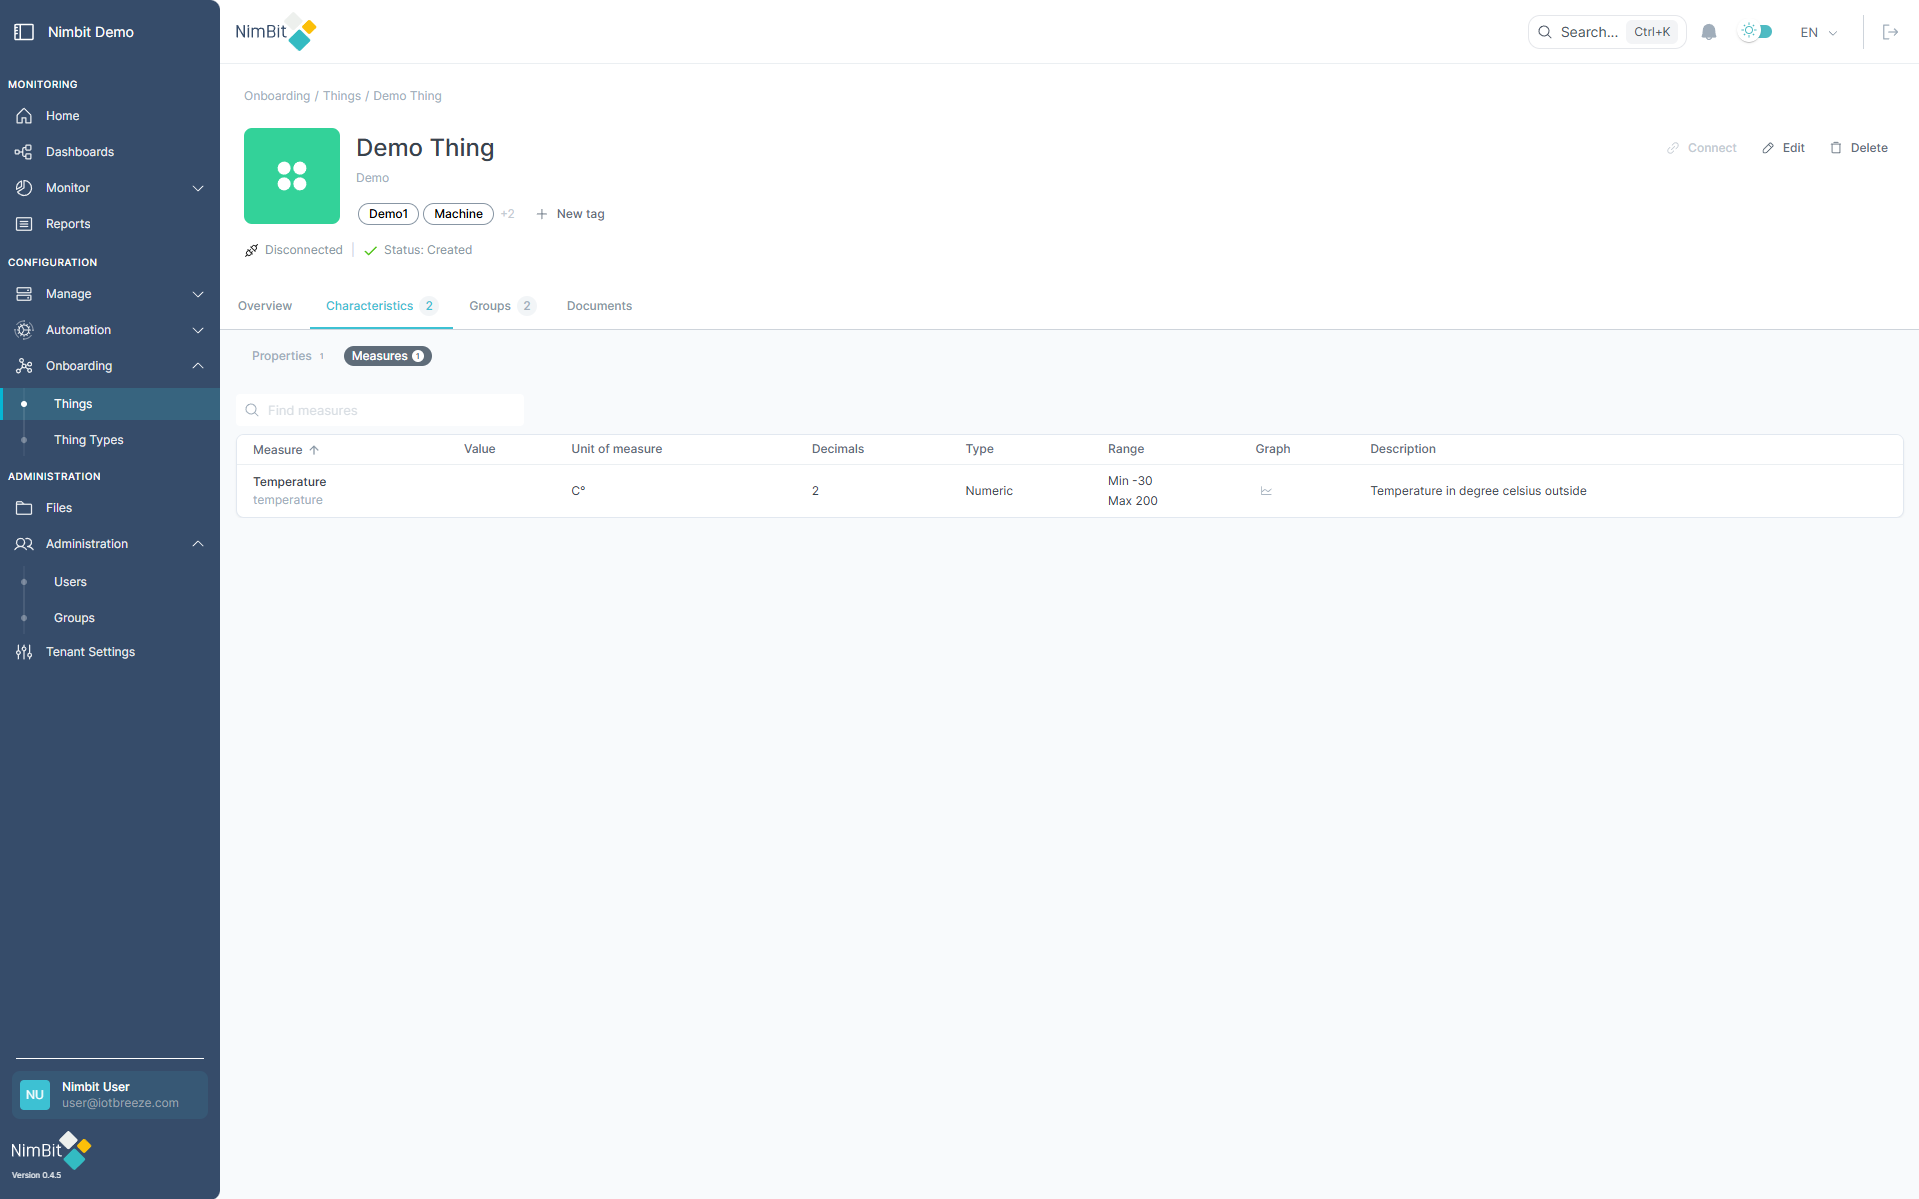 Nimbit Demo
MONITORING
Home
Dashboards
Monitor
Reports
CONFIGURATION
Manage
Automation
Onboarding
Things
Thing Types
ADMINISTRATION
Files
Administration
Users
Groups
Tenant Settings
NU
Nimbit User
user@iotbreeze.com
NimBit
Version 0.4.5
NimBit
Search... Ctrl+K
EN
Onboarding / Things / Demo Thing
Demo Thing
Demo
Connect Edit Delete
Demo1 Machine +2 New tag
Disconnected Status: Created
Overview Characteristics 2 Groups 2 Documents
Properties 1 Measures 1
Find measures
Measure Value Unit of measure Decimals Type Range Graph Description
Temperature
temperature
C° 2 Numeric
Min -30
Max 200
Temperature in degree celsius outside